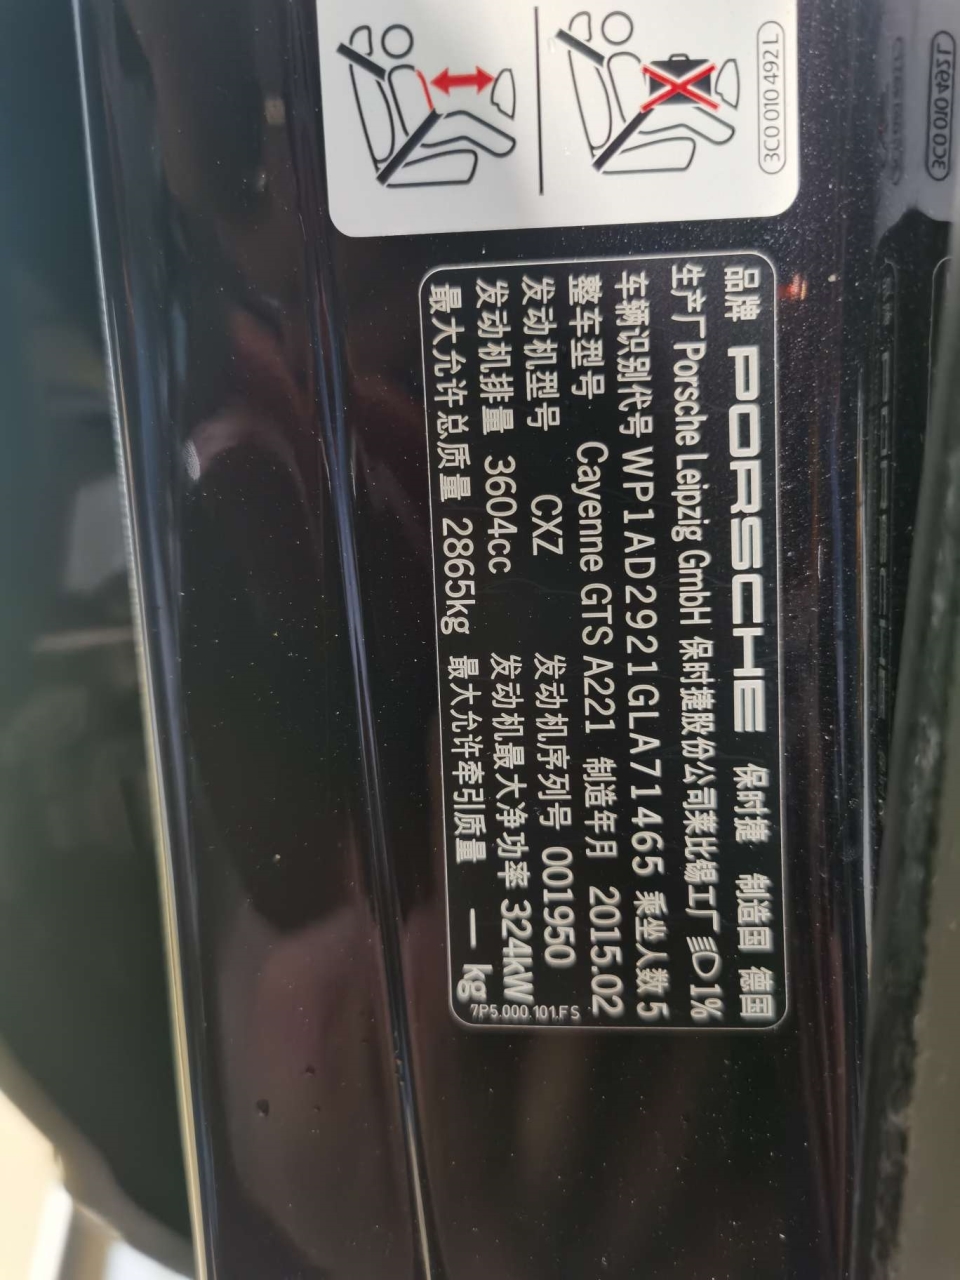 3C0 010 492 L
品牌 PORSCHE 保时捷 制造国 德国
生产厂 Porsche Leipzig GmbH 保时捷股份公司莱比锡工厂 1%
车辆识别代号 WP1AD2921GLA71465 乘坐人数 5
整车型号 Cayenne GTS A221 制造年月 2015.02
发动机型号 CXZ 发动机序列号 001950
发动机排量 3604cc 发动机最大净功率 324kW
最大允许总质量 2865kg 最大允许牵引质量 — kg
7P5.000.101.FS